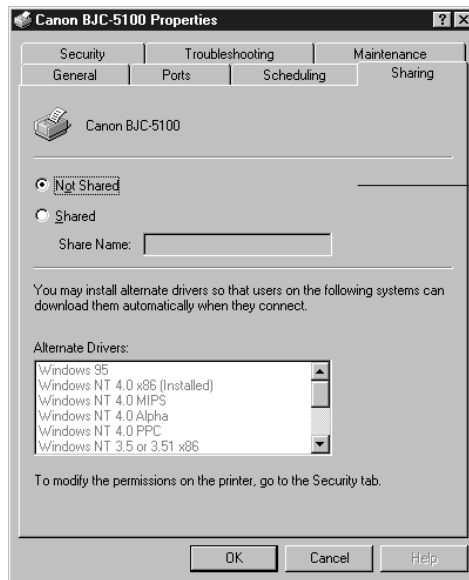 Canon BJC-5100 Properties
Security Troubleshooting Maintenance
General Ports Scheduling Sharing
Canon BJC-5100
Not Shared
Shared
Share Name:
You may install alternate drivers so that users on the following systems can
download them automatically when they connect.
Alternate Drivers:
Windows 95
Windows NT 4.0 x86 (Installed)
Windows NT 4.0 MIPS
Windows NT 4.0 Alpha
Windows NT 4.0 PPC
Windows NT 3.5 or 3.51 x86
To modify the permissions on the printer, go to the Security tab.
OK Cancel Help